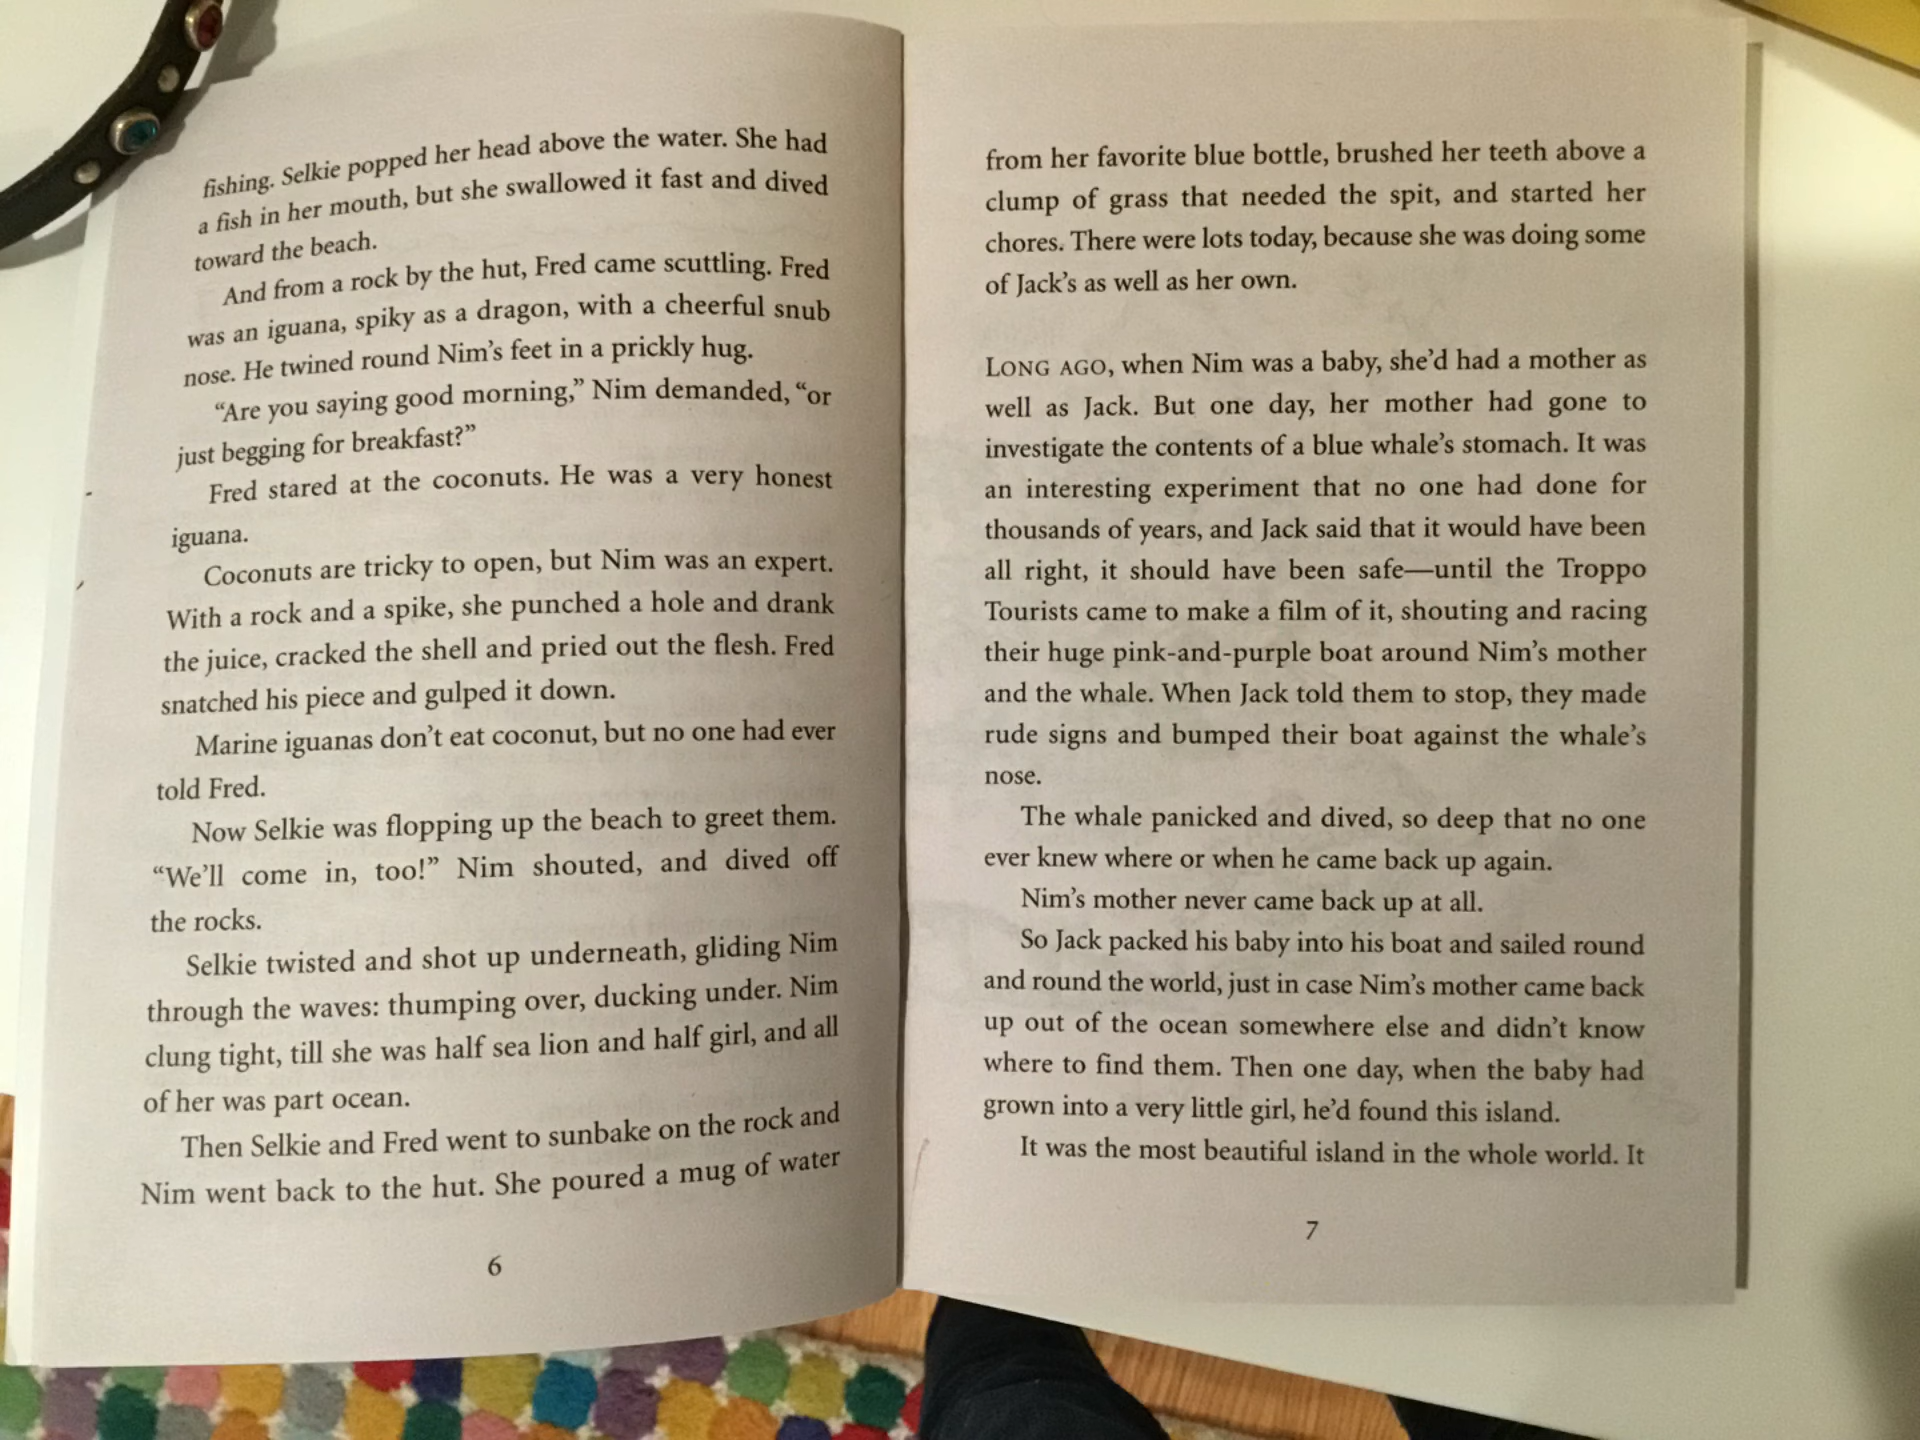 fishing. Selkie popped her head above the water. She had
a fish in her mouth, but she swallowed it fast and dived
toward the beach.
And from a rock by the hut, Fred came scuttling. Fred
was an iguana, spiky as a dragon, with a cheerful snub
nose. He twined round Nim’s feet in a prickly hug.
“Are you saying good morning,” Nim demanded, “or
just begging for breakfast?”
Fred stared at the coconuts. He was a very honest
iguana.
Coconuts are tricky to open, but Nim was an expert.
With a rock and a spike, she punched a hole and drank
the juice, cracked the shell and pried out the flesh. Fred
snatched his piece and gulped it down.
Marine iguanas don’t eat coconut, but no one had ever
told Fred.
Now Selkie was flopping up the beach to greet them.
“We’ll come in, too!” Nim shouted, and dived off
the rocks.
Selkie twisted and shot up underneath, gliding Nim
through the waves: thumping over, ducking under. Nim
clung tight, till she was half sea lion and half girl, and all
of her was part ocean.
Then Selkie and Fred went to sunbake on the rock and
Nim went back to the hut. She poured a mug of water
6
from her favorite blue bottle, brushed her teeth above a
clump of grass that needed the spit, and started her
chores. There were lots today, because she was doing some
of Jack’s as well as her own.
LONG AGO, when Nim was a baby, she’d had a mother as
well as Jack. But one day, her mother had gone to
investigate the contents of a blue whale’s stomach. It was
an interesting experiment that no one had done for
thousands of years, and Jack said that it would have been
all right, it should have been safe—until the Troppo
Tourists came to make a film of it, shouting and racing
their huge pink-and-purple boat around Nim’s mother
and the whale. When Jack told them to stop, they made
rude signs and bumped their boat against the whale’s
nose.
The whale panicked and dived, so deep that no one
ever knew where or when he came back up again.
Nim’s mother never came back up at all.
So Jack packed his baby into his boat and sailed round
and round the world, just in case Nim’s mother came back
up out of the ocean somewhere else and didn’t know
where to find them. Then one day, when the baby had
grown into a very little girl, he’d found this island.
It was the most beautiful island in the whole world. It
7